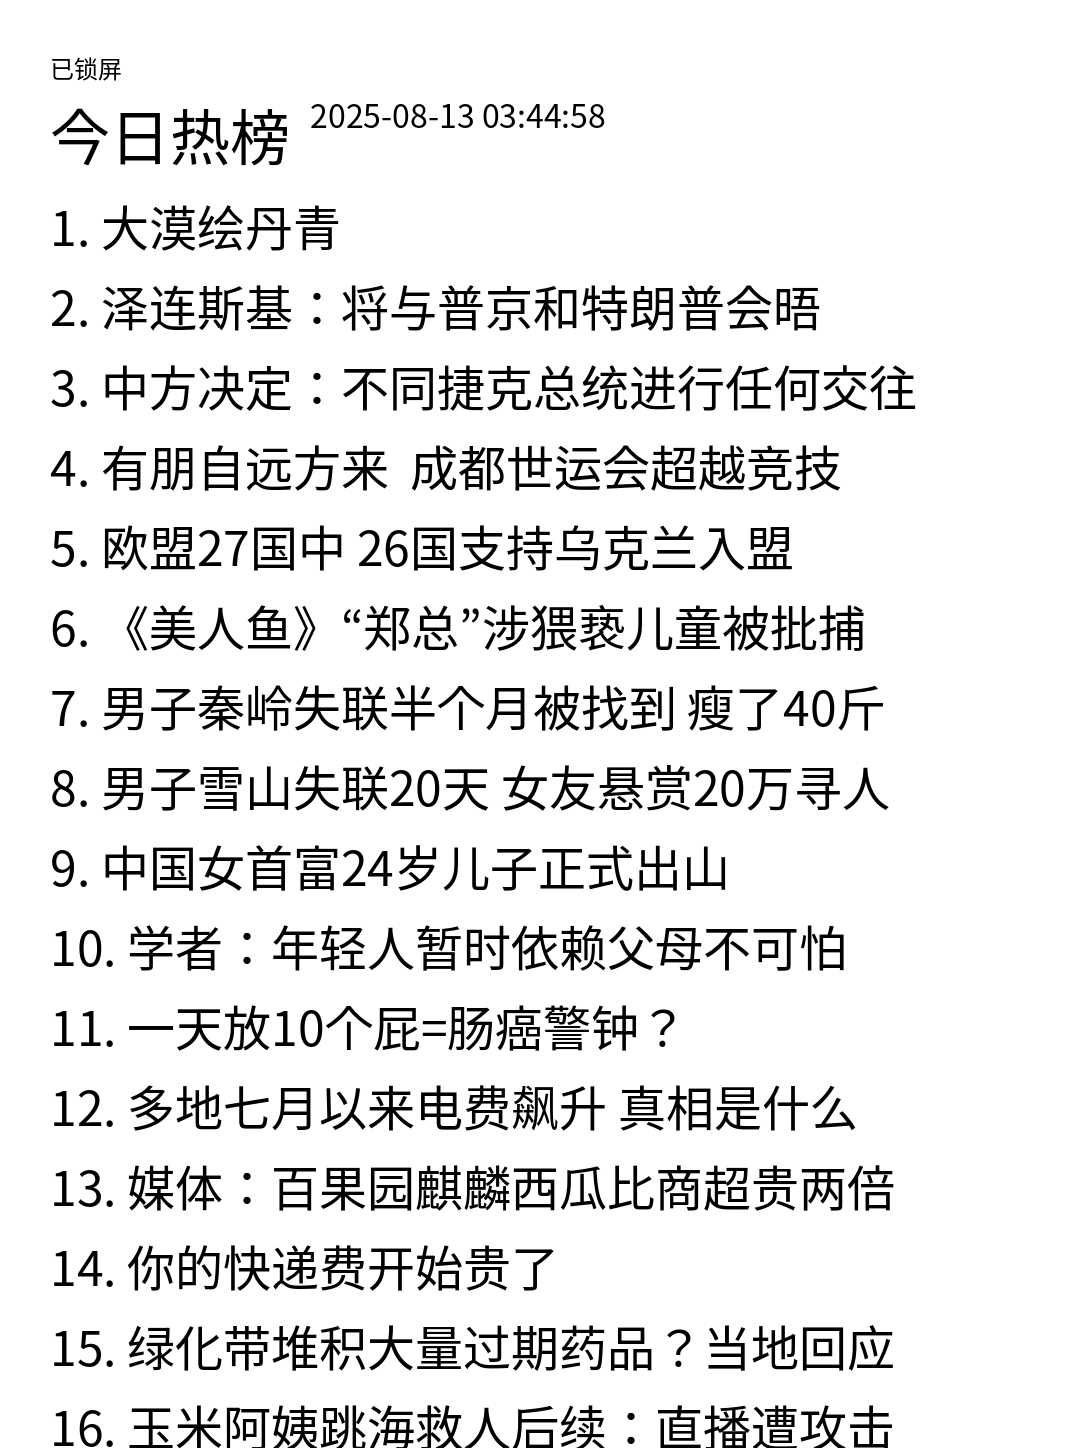 已锁屏
今日热榜 2025-08-13 03:44:58
1. 大漠绘丹青
2. 泽连斯基：将与普京和特朗普会晤
3. 中方决定：不同捷克总统进行任何交往
4. 有朋自远方来  成都世运会超越竞技
5. 欧盟27国中 26国支持乌克兰入盟
6. 《美人鱼》“郑总”涉猥亵儿童被批捕
7. 男子秦岭失联半个月被找到 瘦了40斤
8. 男子雪山失联20天 女友悬赏20万寻人
9. 中国女首富24岁儿子正式出山
10. 学者：年轻人暂时依赖父母不可怕
11. 一天放10个屁=肠癌警钟？
12. 多地七月以来电费飙升 真相是什么
13. 媒体：百果园麒麟西瓜比商超贵两倍
14. 你的快递费开始贵了
15. 绿化带堆积大量过期药品？当地回应
16. 玉米阿姨跳海救人后续：直播遭攻击